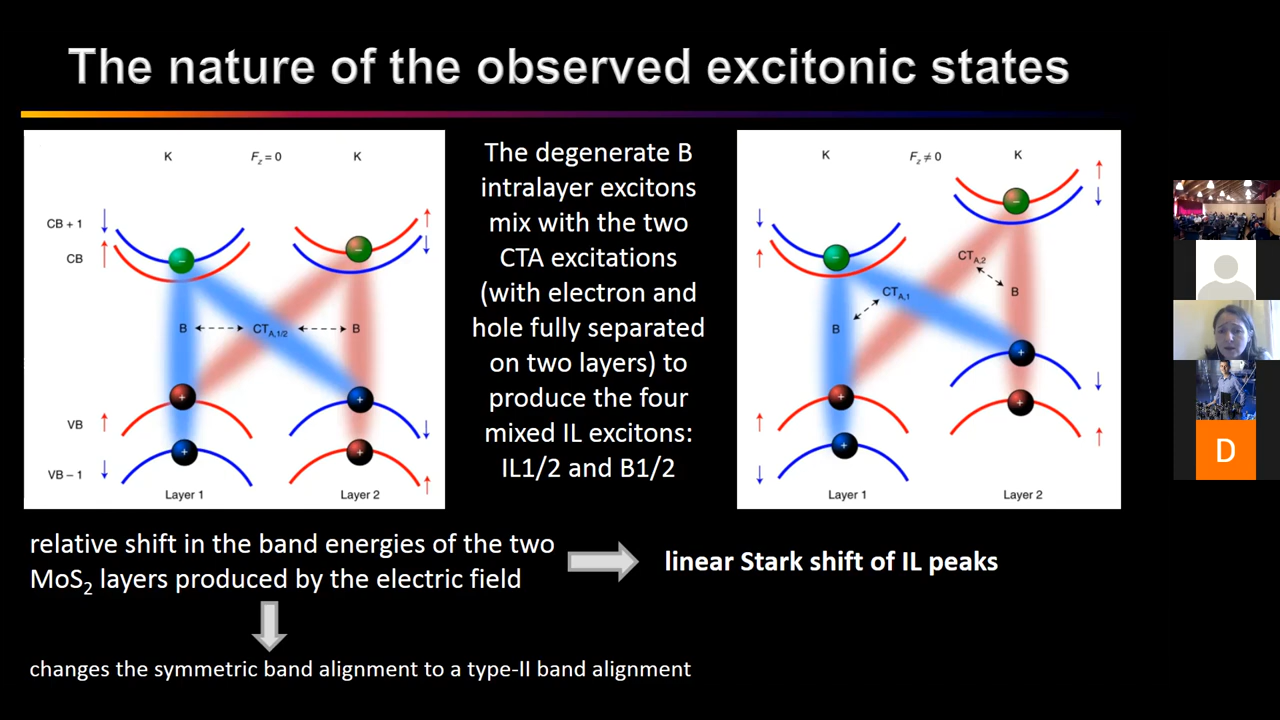 The nature of the observed excitonic states
K F_z = 0 K
CB + 1 ↓ ↑
CB ↑ ↓
B CT_A,1/2 B
− −
+ +
VB ↑ ↓
+ +
VB − 1 ↓ ↑
Layer 1 Layer 2
The degenerate B
intralayer excitons
mix with the two
CTA excitations
(with electron and
hole fully separated
on two layers) to
produce the four
mixed IL excitons:
IL1/2 and B1/2
K F_z ≠ 0 K
↑
− ↓
↓
↑ −
CT_A,2
CT_A,1 B
B
+
↓
+ +
↑ ↑
+
↓
Layer 1 Layer 2
relative shift in the band energies of the two
MoS₂ layers produced by the electric field
linear Stark shift of IL peaks
changes the symmetric band alignment to a type-II band alignment
D